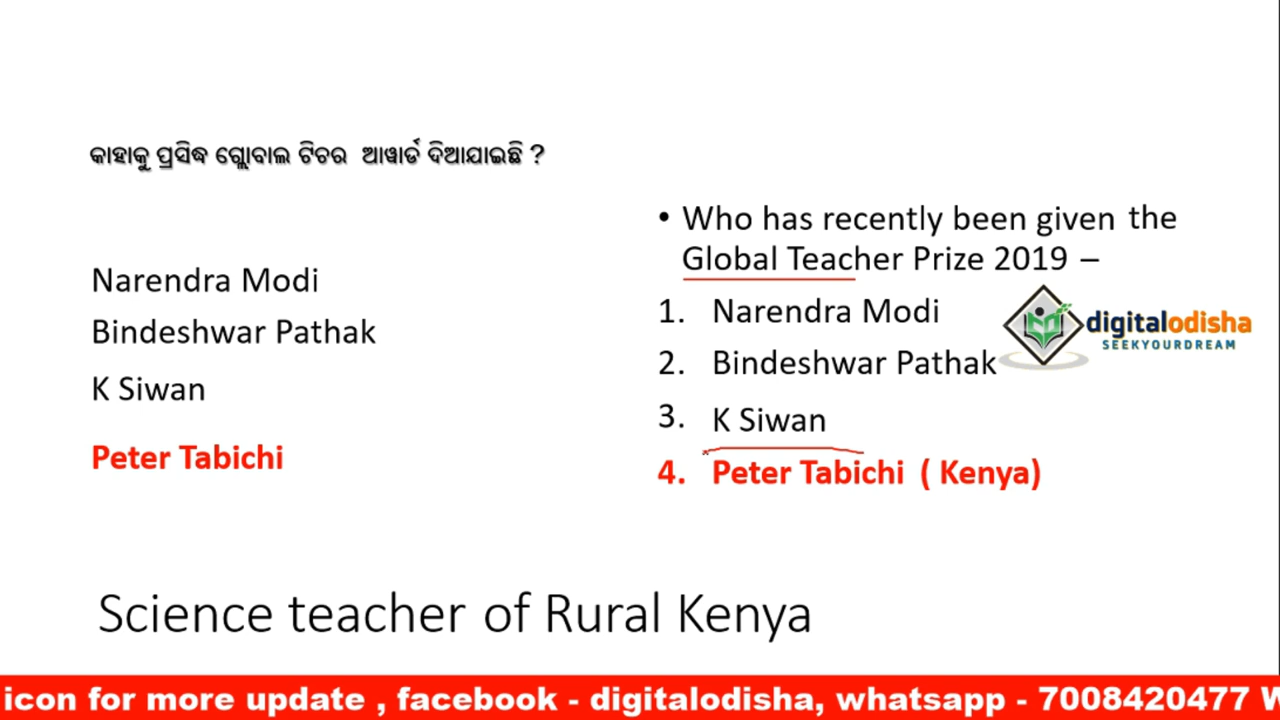 କାହାକୁ ପ୍ରସିଦ୍ଧ ଗ୍ଲୋବାଲ ଟିଚର ଆୱାର୍ଡ ଦିଆଯାଇଛି ?
Narendra Modi
Bindeshwar Pathak
K Siwan
Peter Tabichi
• Who has recently been given the
Global Teacher Prize 2019 –
1. Narendra Modi
2. Bindeshwar Pathak
3. K Siwan
4. Peter Tabichi ( Kenya)
digitalodisha
SEEKYOURDREAM
Science teacher of Rural Kenya
icon for more update , facebook - digitalodisha, whatsapp - 7008420477 W